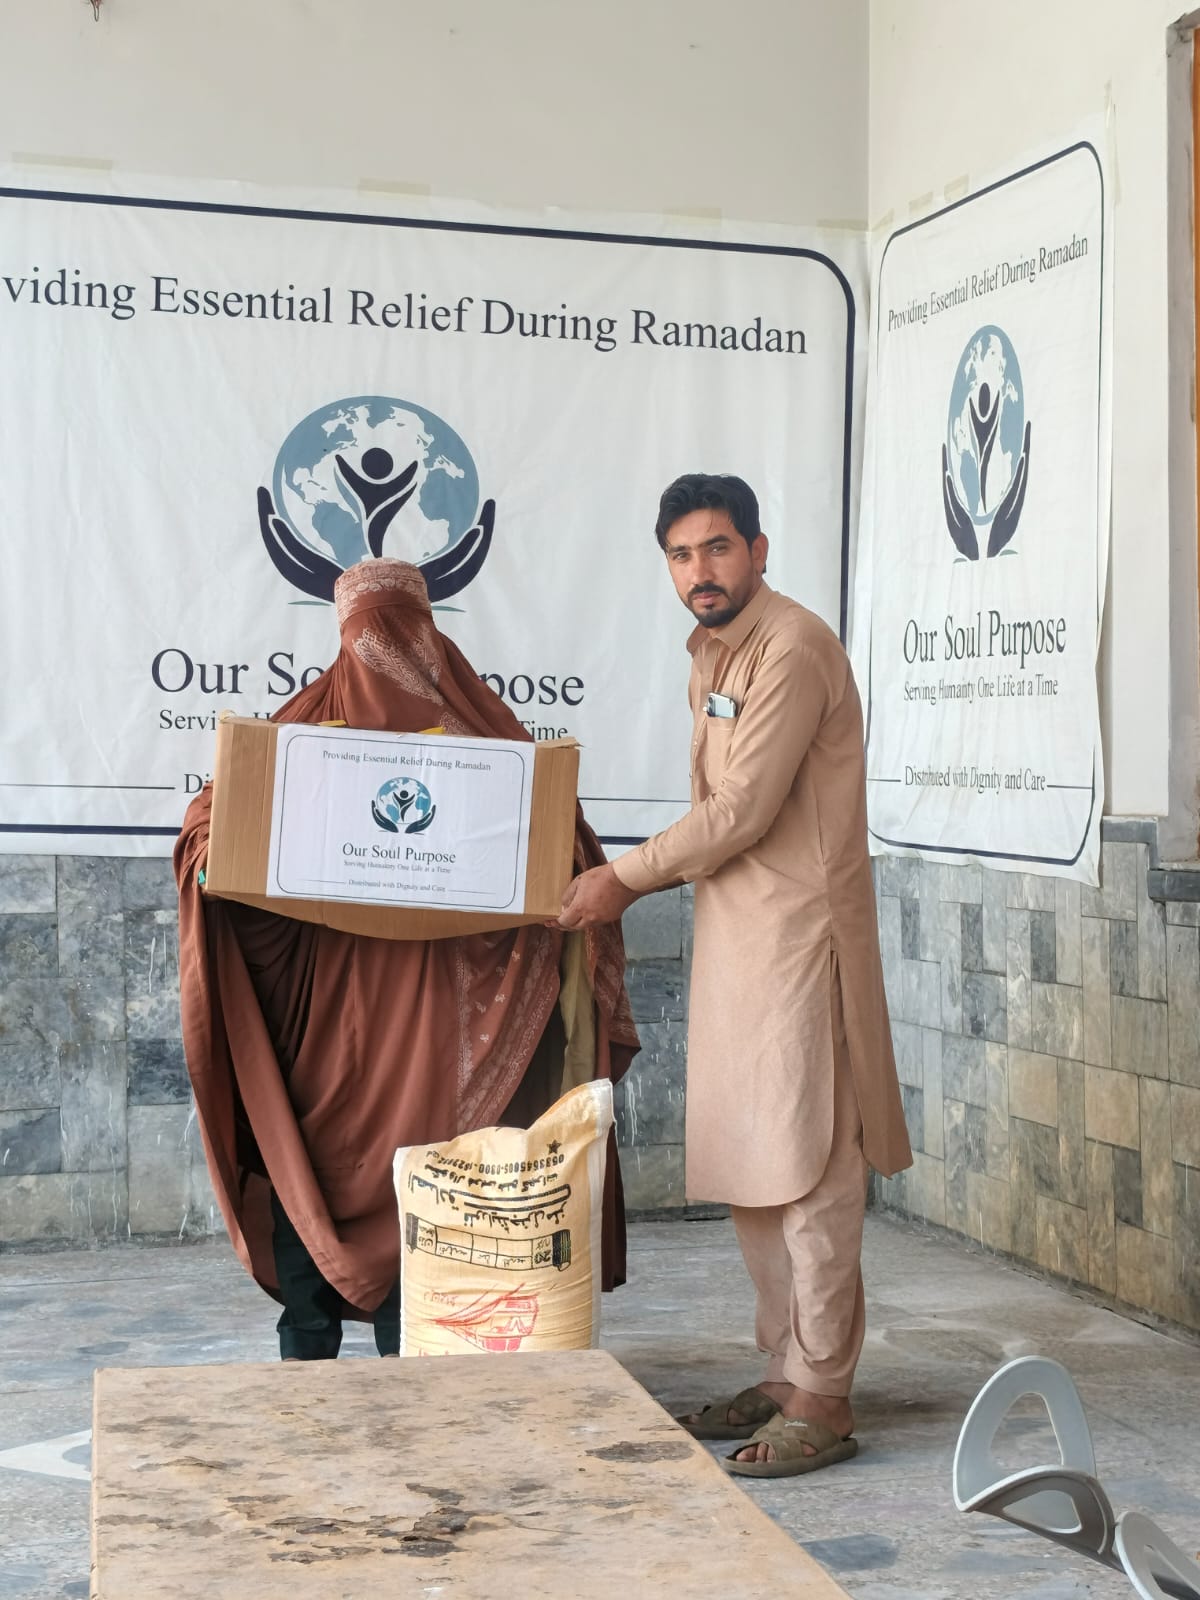 viding Essential Relief During Ramadan
Our So pose
Servi Time
Di
Providing Essential Relief During Ramadan
Our Soul Purpose
Serving Humanity One Life at a Time
Distributed with Dignity and Care
Providing Essential Relief During Ramadan
Our Soul Purpose
Serving Humanity One Life at a Time
Distributed with Dignity and Care
20